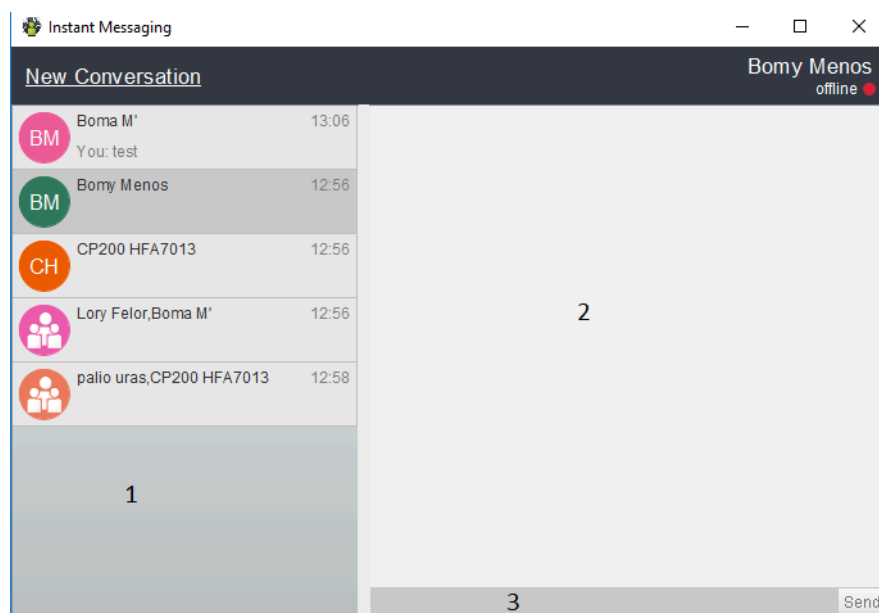 Instant Messaging
New Conversation
Bomy Menos
offline
BM
Boma M'
13:06
You: test
BM
Bomy Menos
12:56
CH
CP200 HFA7013
12:56
Lory Felor,Boma M'
12:56
palio uras,CP200 HFA7013
12:58
1
2
3
Send